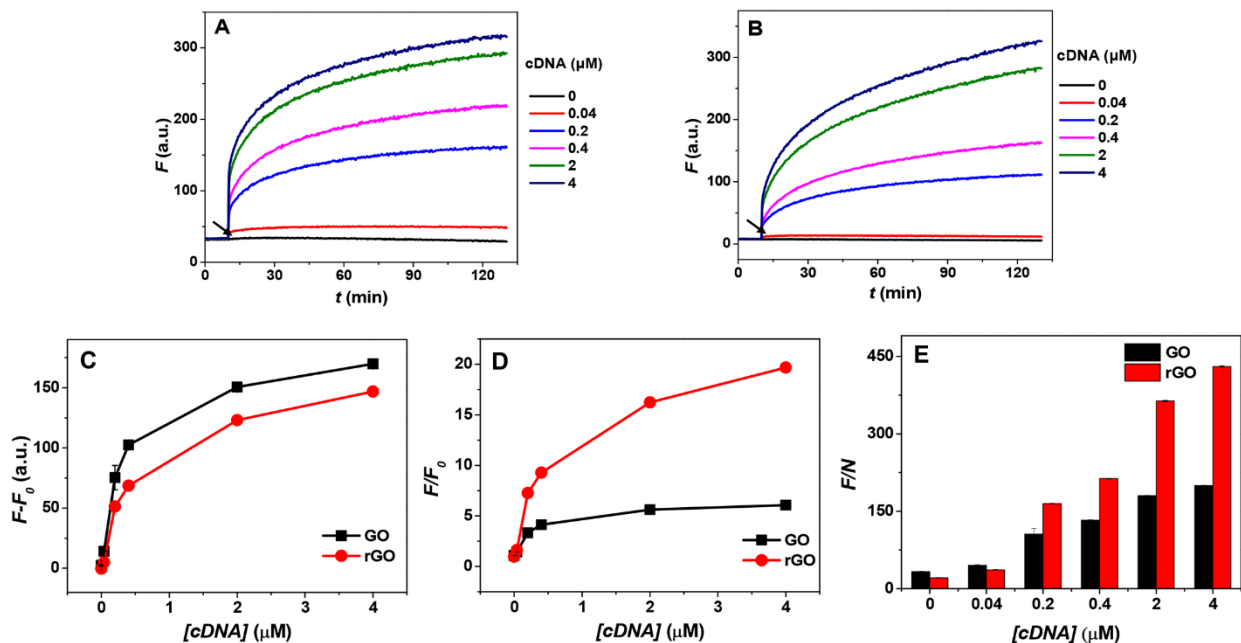 A
300
200
100
0
F (a.u.)
0 30 60 90 120
t (min)
cDNA (µM)
0
0.04
0.2
0.4
2
4
B
300
200
100
0
F (a.u.)
0 30 60 90 120
t (min)
cDNA (µM)
0
0.04
0.2
0.4
2
4
C
150
100
50
0
F-F0 (a.u.)
GO
rGO
0 1 2 3 4
[cDNA] (µM)
D
20
15
10
5
0
F/F0
GO
rGO
0 1 2 3 4
[cDNA] (µM)
E
450
300
150
0
F/N
GO
rGO
0 0.04 0.2 0.4 2 4
[cDNA] (µM)